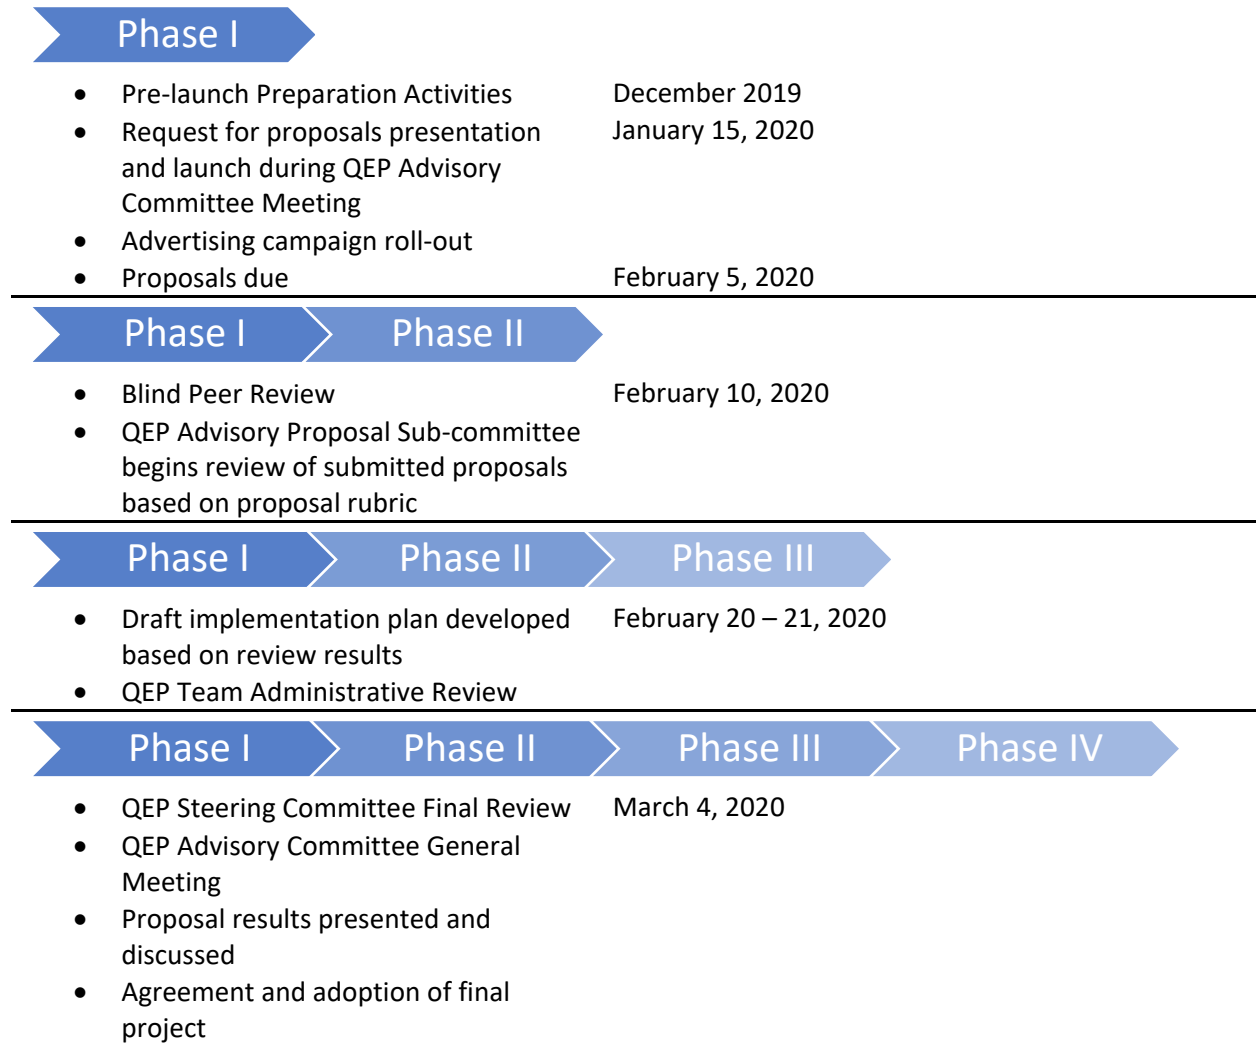 Phase I
• Pre-launch Preparation Activities December 2019
• Request for proposals presentation January 15, 2020
and launch during QEP Advisory
Committee Meeting
• Advertising campaign roll-out
• Proposals due February 5, 2020
Phase I Phase II
• Blind Peer Review February 10, 2020
• QEP Advisory Proposal Sub-committee
begins review of submitted proposals
based on proposal rubric
Phase I Phase II Phase III
• Draft implementation plan developed February 20 – 21, 2020
based on review results
• QEP Team Administrative Review
Phase I Phase II Phase III Phase IV
• QEP Steering Committee Final Review March 4, 2020
• QEP Advisory Committee General
Meeting
• Proposal results presented and
discussed
• Agreement and adoption of final
project